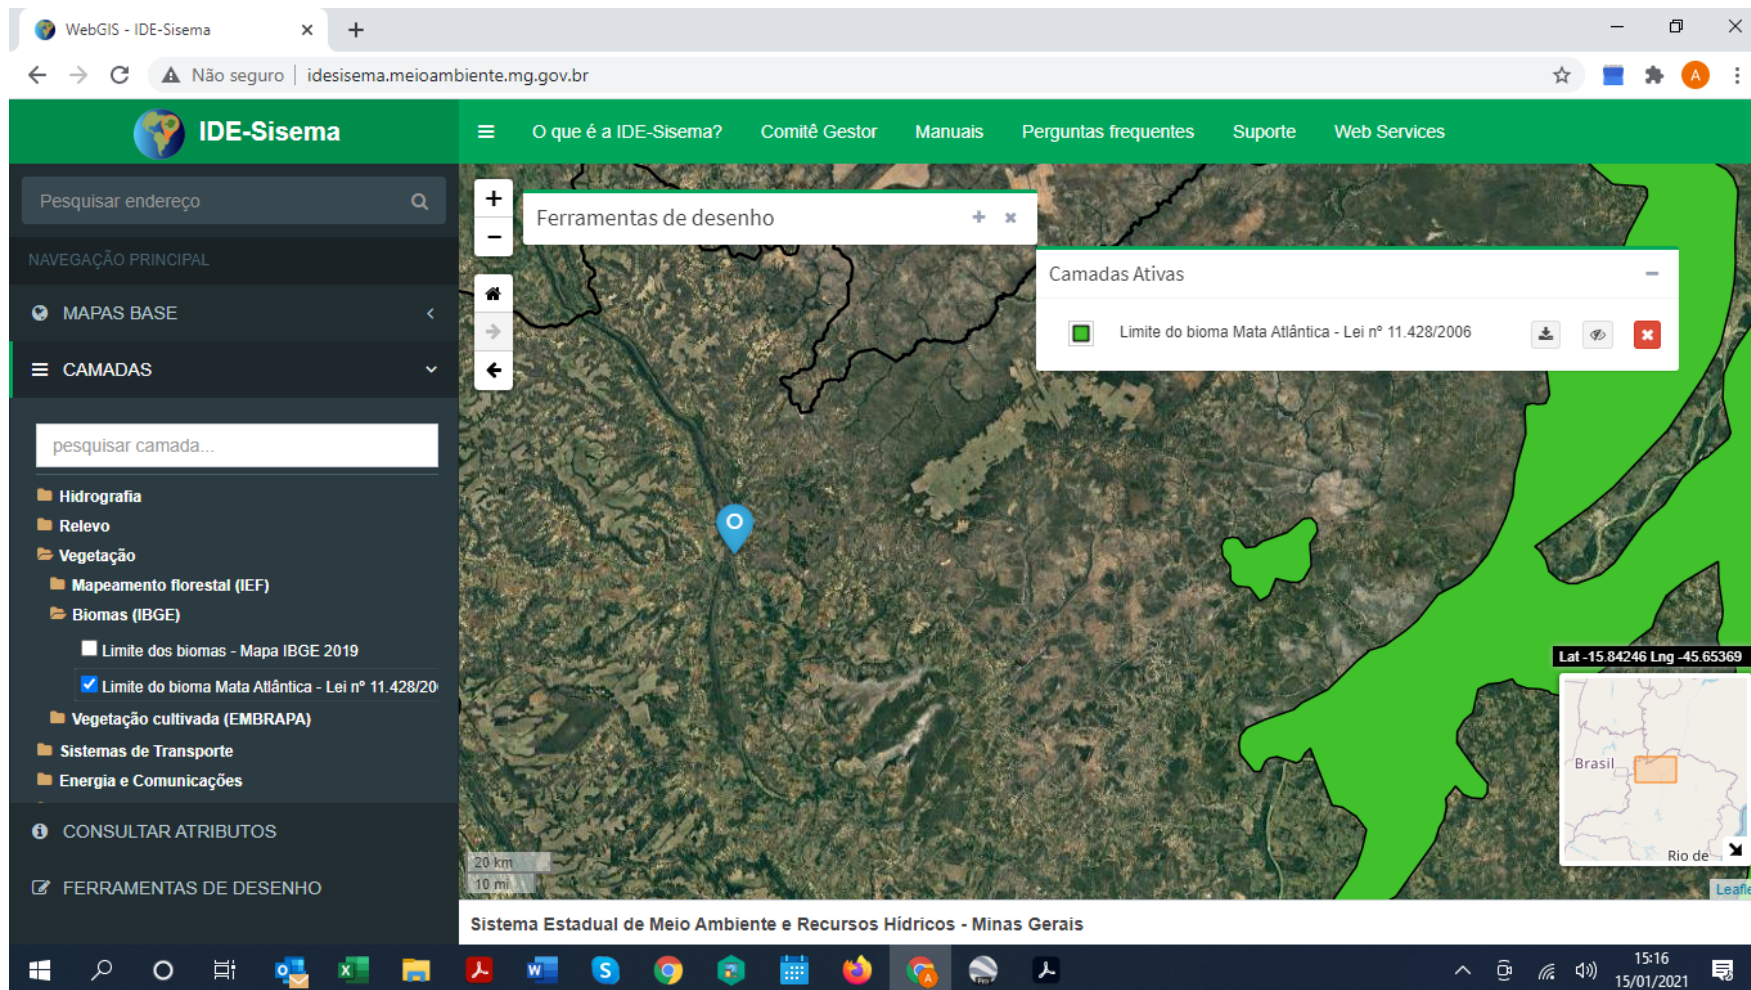 WebGIS - IDE-Sisema
Não seguro | idesisema.meioambiente.mg.gov.br
A
IDE-Sisema
O que é a IDE-Sisema? Comitê Gestor Manuais Perguntas frequentes Suporte Web Services
Pesquisar endereço
NAVEGAÇÃO PRINCIPAL
MAPAS BASE
CAMADAS
pesquisar camada...
Hidrografia
Relevo
Vegetação
Mapeamento florestal (IEF)
Biomas (IBGE)
Limite dos biomas - Mapa IBGE 2019
Limite do bioma Mata Atlântica - Lei nº 11.428/20
Vegetação cultivada (EMBRAPA)
Sistemas de Transporte
Energia e Comunicações
CONSULTAR ATRIBUTOS
FERRAMENTAS DE DESENHO
Ferramentas de desenho
Camadas Ativas
Limite do bioma Mata Atlântica - Lei nº 11.428/2006
Lat -15.84246 Lng -45.65369
Brasil
Rio de
20 km
10 mi
Leafle
Sistema Estadual de Meio Ambiente e Recursos Hídricos - Minas Gerais
15:16
15/01/2021